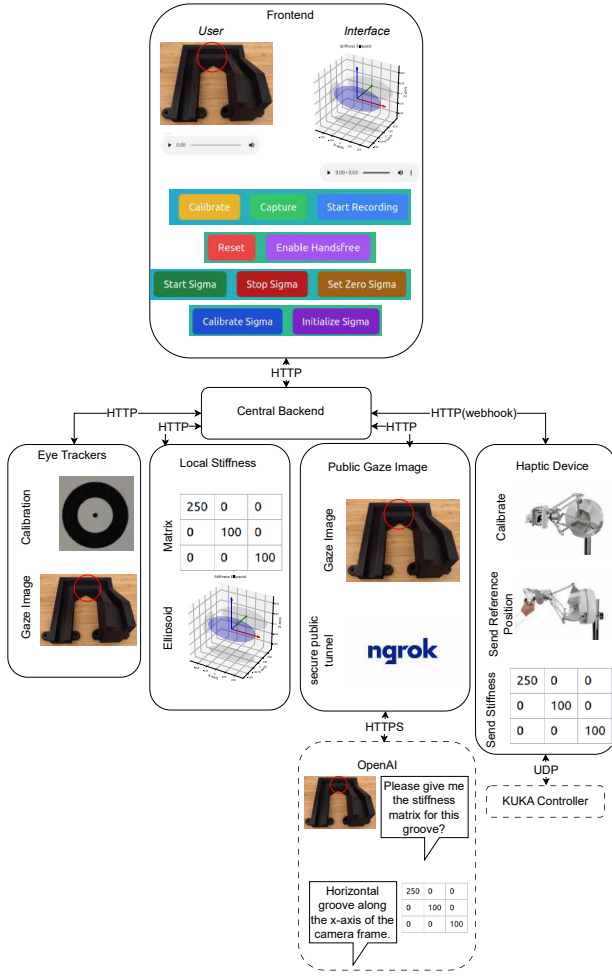 Frontend
User
Interface
Stiffness Ellipsoid
Z-Axis
X-Axis
0:00
0:00 / 0:03
Calibrate
Capture
Start Recording
Reset
Enable Handsfree
Start Sigma
Stop Sigma
Set Zero Sigma
Calibrate Sigma
Initialize Sigma
HTTP
Central Backend
HTTP
HTTP
HTTP
HTTP(webhook)
Eye Trackers
Calibration
Gaze Image
Local Stiffness
Matrix
250 0 0
0 100 0
0 0 100
Elliosoid
Stiffness Ellipsoid
Public Gaze Image
Gaze Image
secure public
tunnel
ngrok
Haptic Device
Calibrate
Send Reference
Position
Send Stiffness
250 0 0
0 100 0
0 0 100
HTTPS
UDP
KUKA Controller
OpenAI
Please give me
the stiffness
matrix for this
groove?
Horizontal
groove along
the x-axis of the
camera frame.
250 0 0
0 100 0
0 0 100